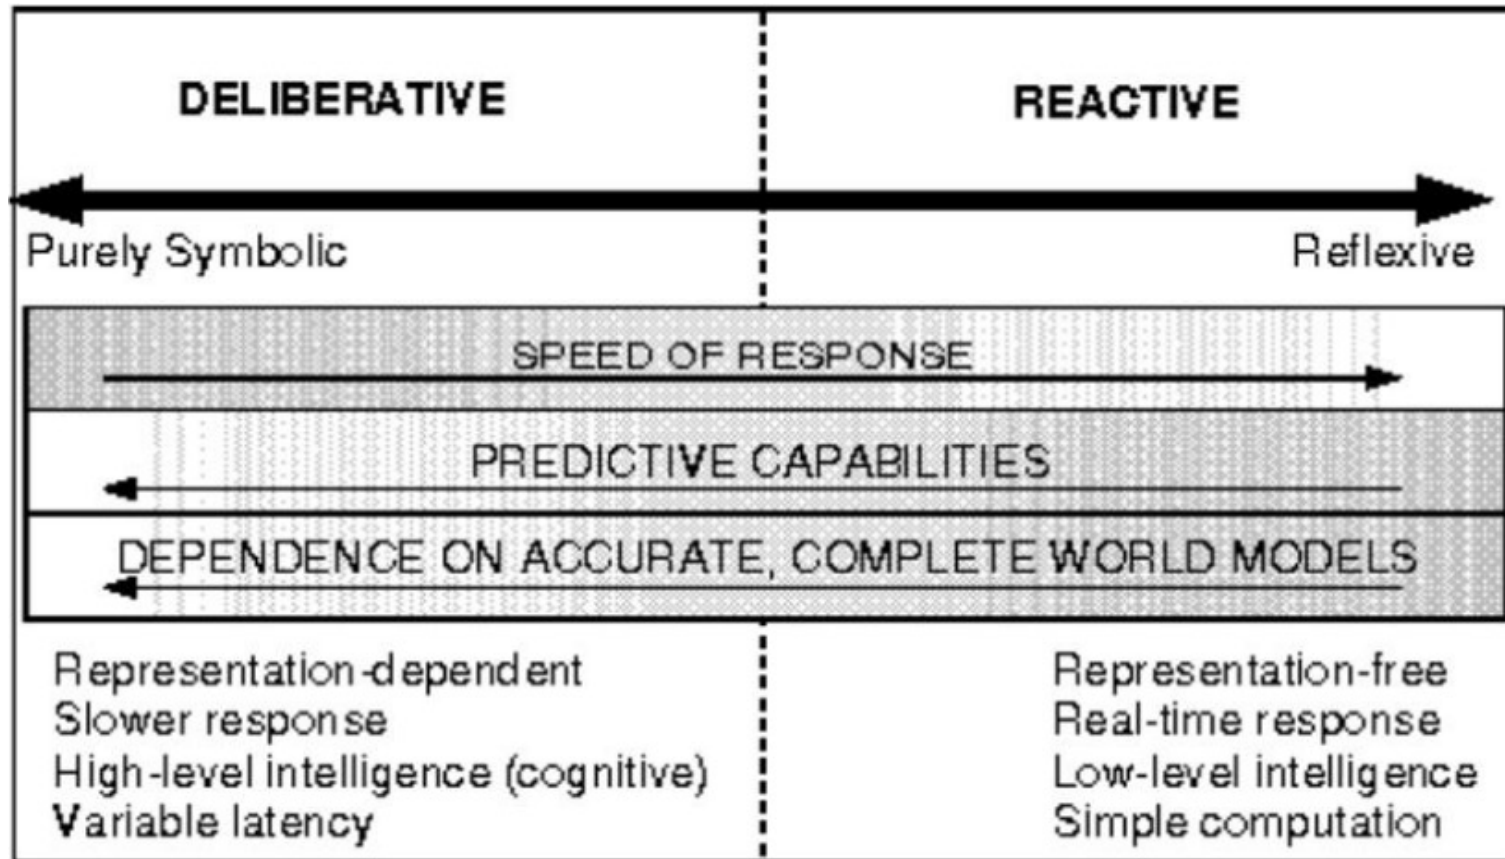 DELIBERATIVE
REACTIVE
Purely Symbolic
Reflexive
SPEED OF RESPONSE
PREDICTIVE CAPABILITIES
DEPENDENCE ON ACCURATE, COMPLETE WORLD MODELS
Representation-dependent
Slower response
High-level intelligence (cognitive)
Variable latency
Representation-free
Real-time response
Low-level intelligence
Simple computation